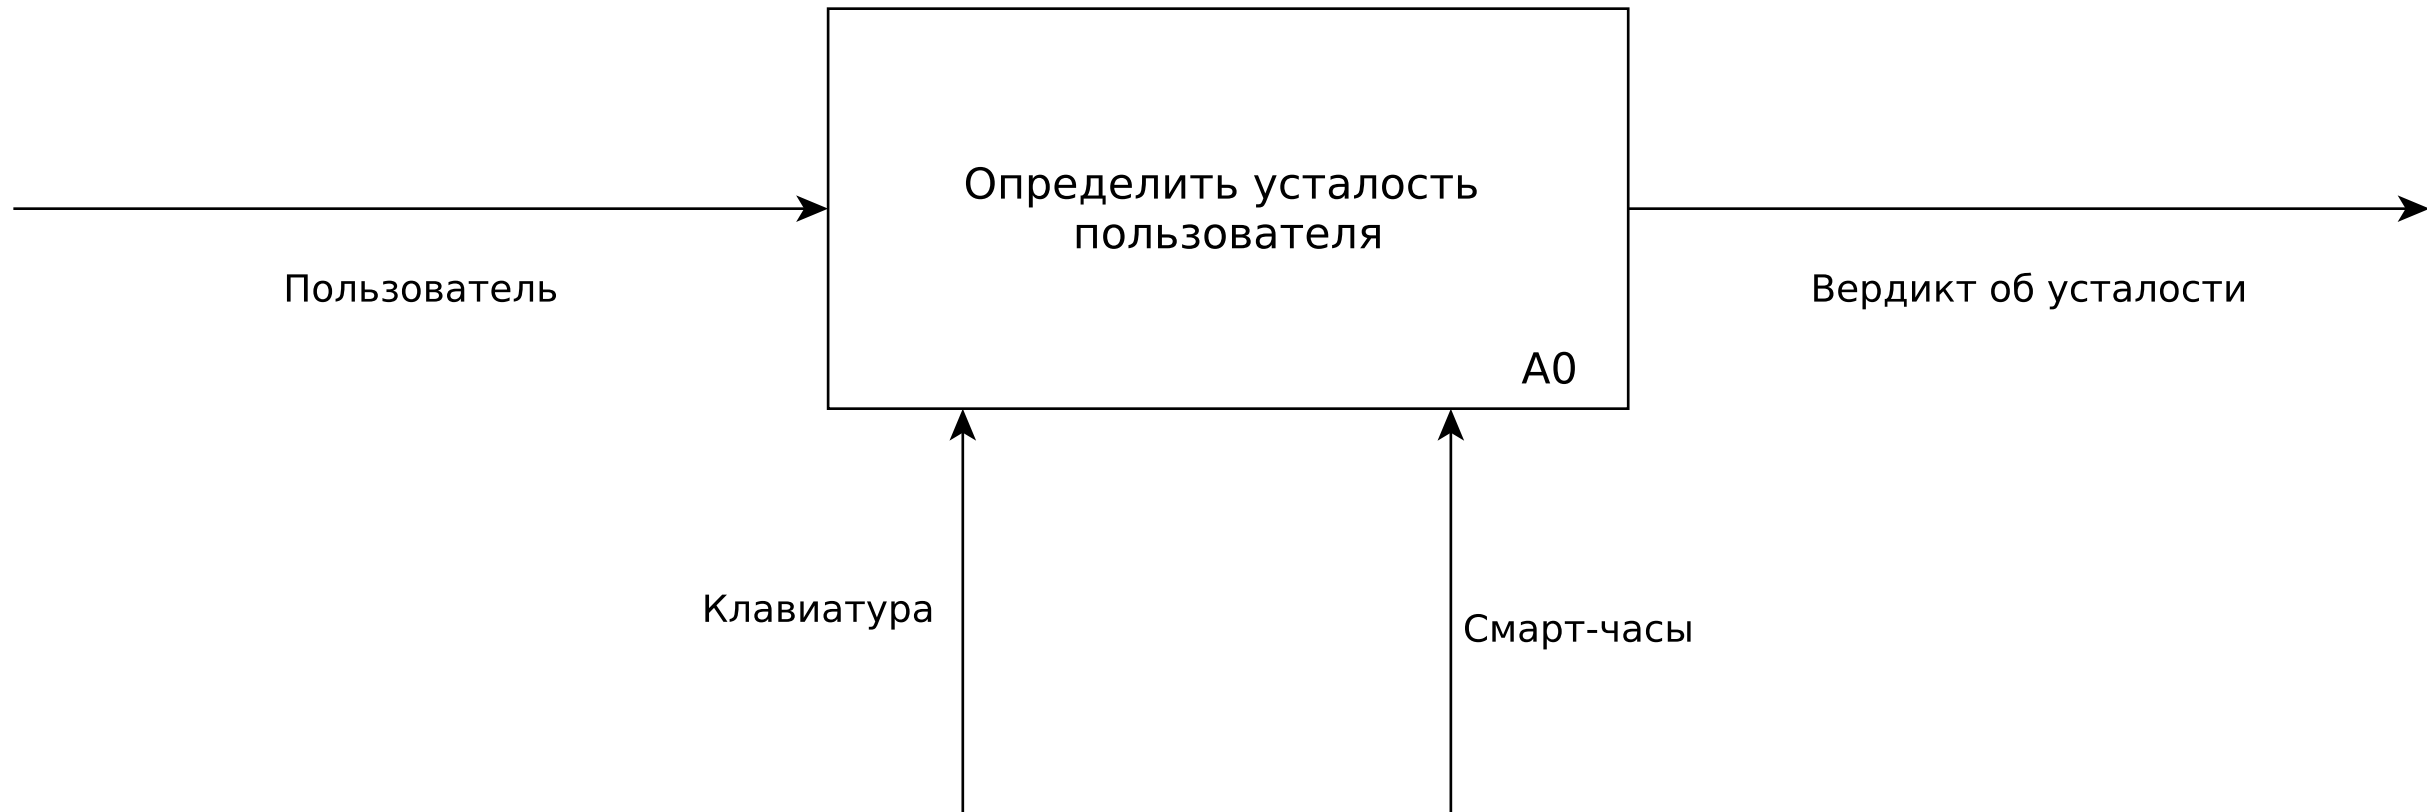 Определить усталость
пользователя
Пользователь
Вердикт об усталости
A0
Клавиатура
Смарт-часы